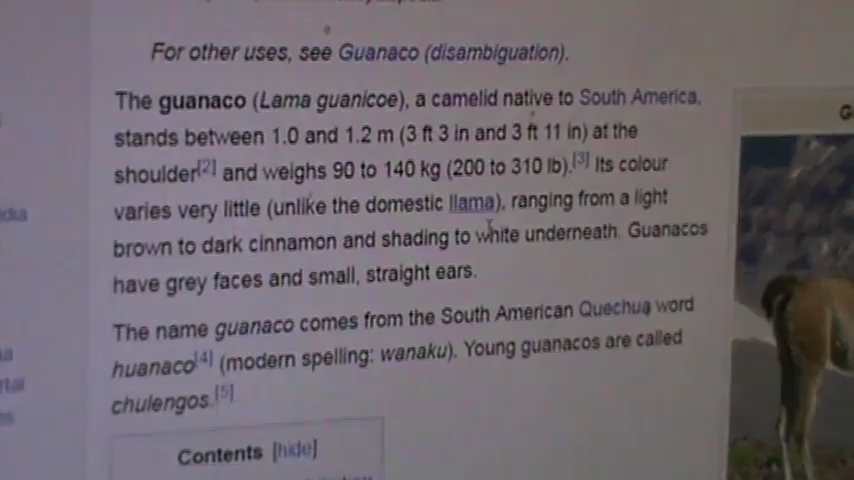 For other uses, see Guanaco (disambiguation).
The guanaco (Lama guanicoe), a camelid native to South America,
stands between 1.0 and 1.2 m (3 ft 3 in and 3 ft 11 in) at the
shoulder[2] and weighs 90 to 140 kg (200 to 310 lb).[3] Its colour
varies very little (unlike the domestic llama), ranging from a light
brown to dark cinnamon and shading to white underneath. Guanacos
have grey faces and small, straight ears.
The name guanaco comes from the South American Quechua word
huanaco[4] (modern spelling: wanaku). Young guanacos are called
chulengos.[5]
Contents [hide]